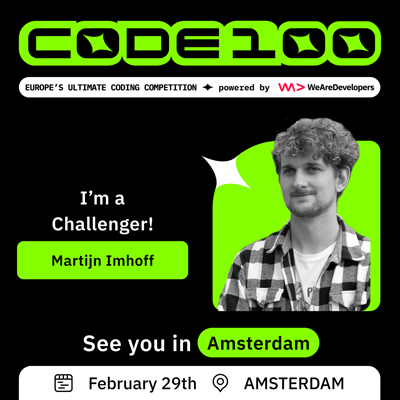 CODE100
EUROPE'S ULTIMATE CODING COMPETITION powered by WeAreDevelopers
I'm a
Challenger!
Martijn Imhoff
See you in Amsterdam
February 29th AMSTERDAM